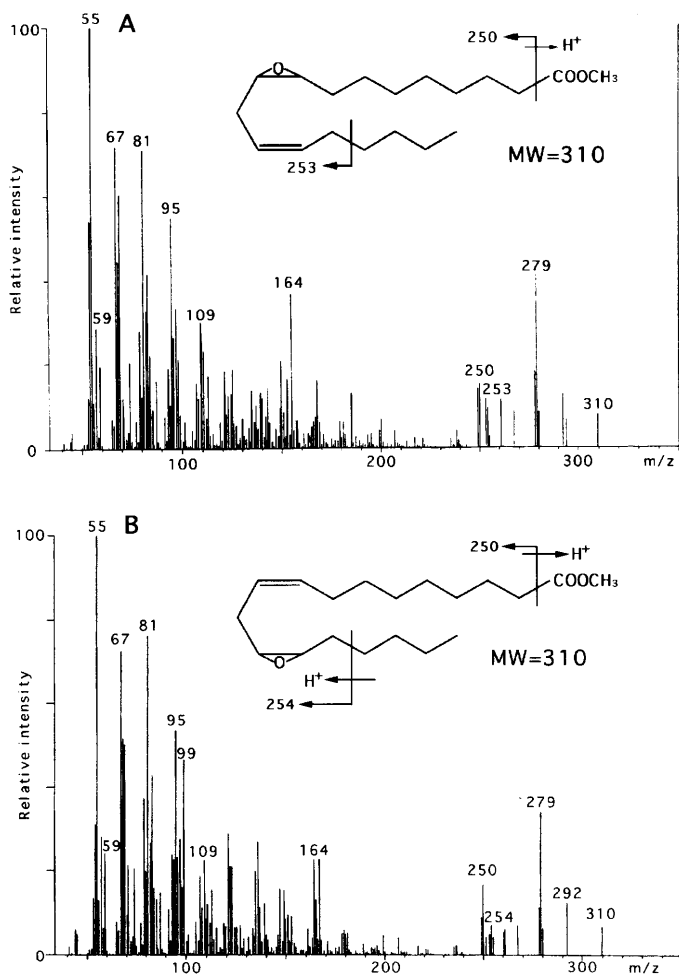 A
100
55
250
H+
O
COOCH3
67
81
253
MW=310
Relative intensity
95
279
164
59
109
250
253
310
0
100
200
300
m/z
B
100
55
250
H+
COOCH3
81
67
O
MW=310
H+
254
95
99
Relative intensity
279
59
109
164
250
292
254
310
0
100
200
300
m/z